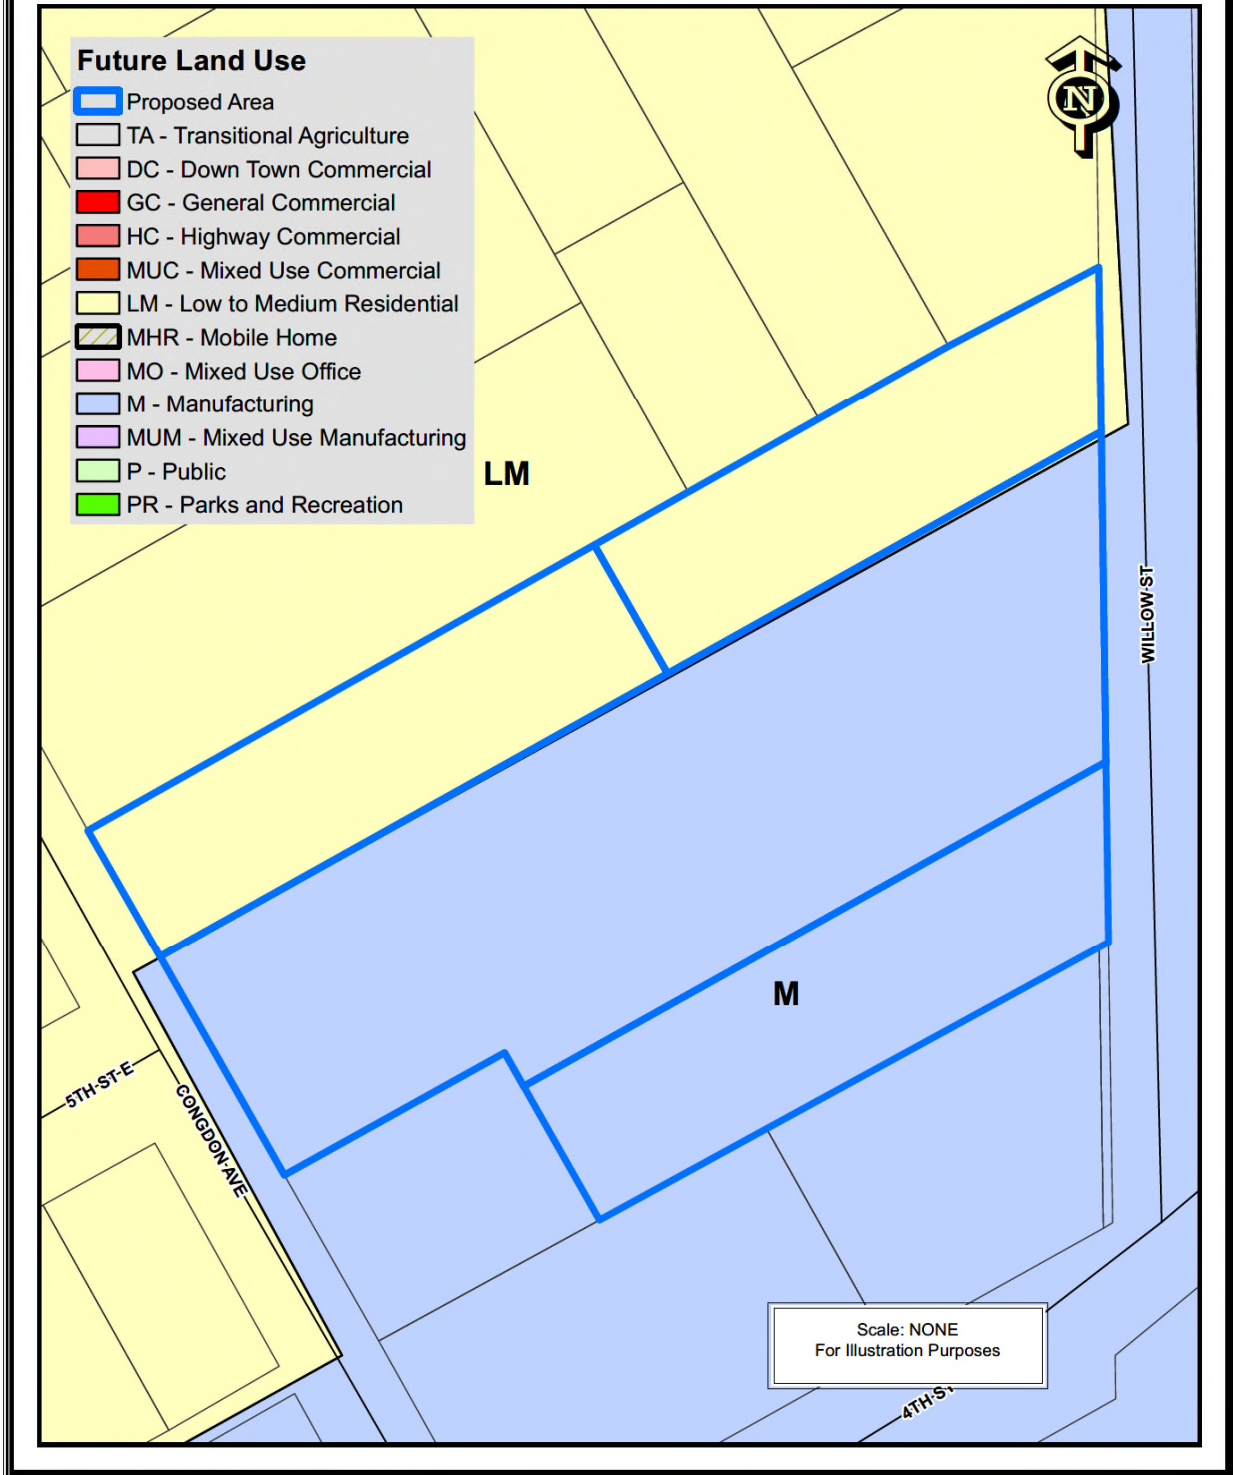 Future Land Use
Proposed Area
TA - Transitional Agriculture
DC - Down Town Commercial
GC - General Commercial
HC - Highway Commercial
MUC - Mixed Use Commercial
LM - Low to Medium Residential
MHR - Mobile Home
MO - Mixed Use Office
M - Manufacturing
MUM - Mixed Use Manufacturing
P - Public
PR - Parks and Recreation
N
LM
WILLOW ST
M
5TH ST E
CONGDON AVE
Scale: NONE
For Illustration Purposes
4TH ST